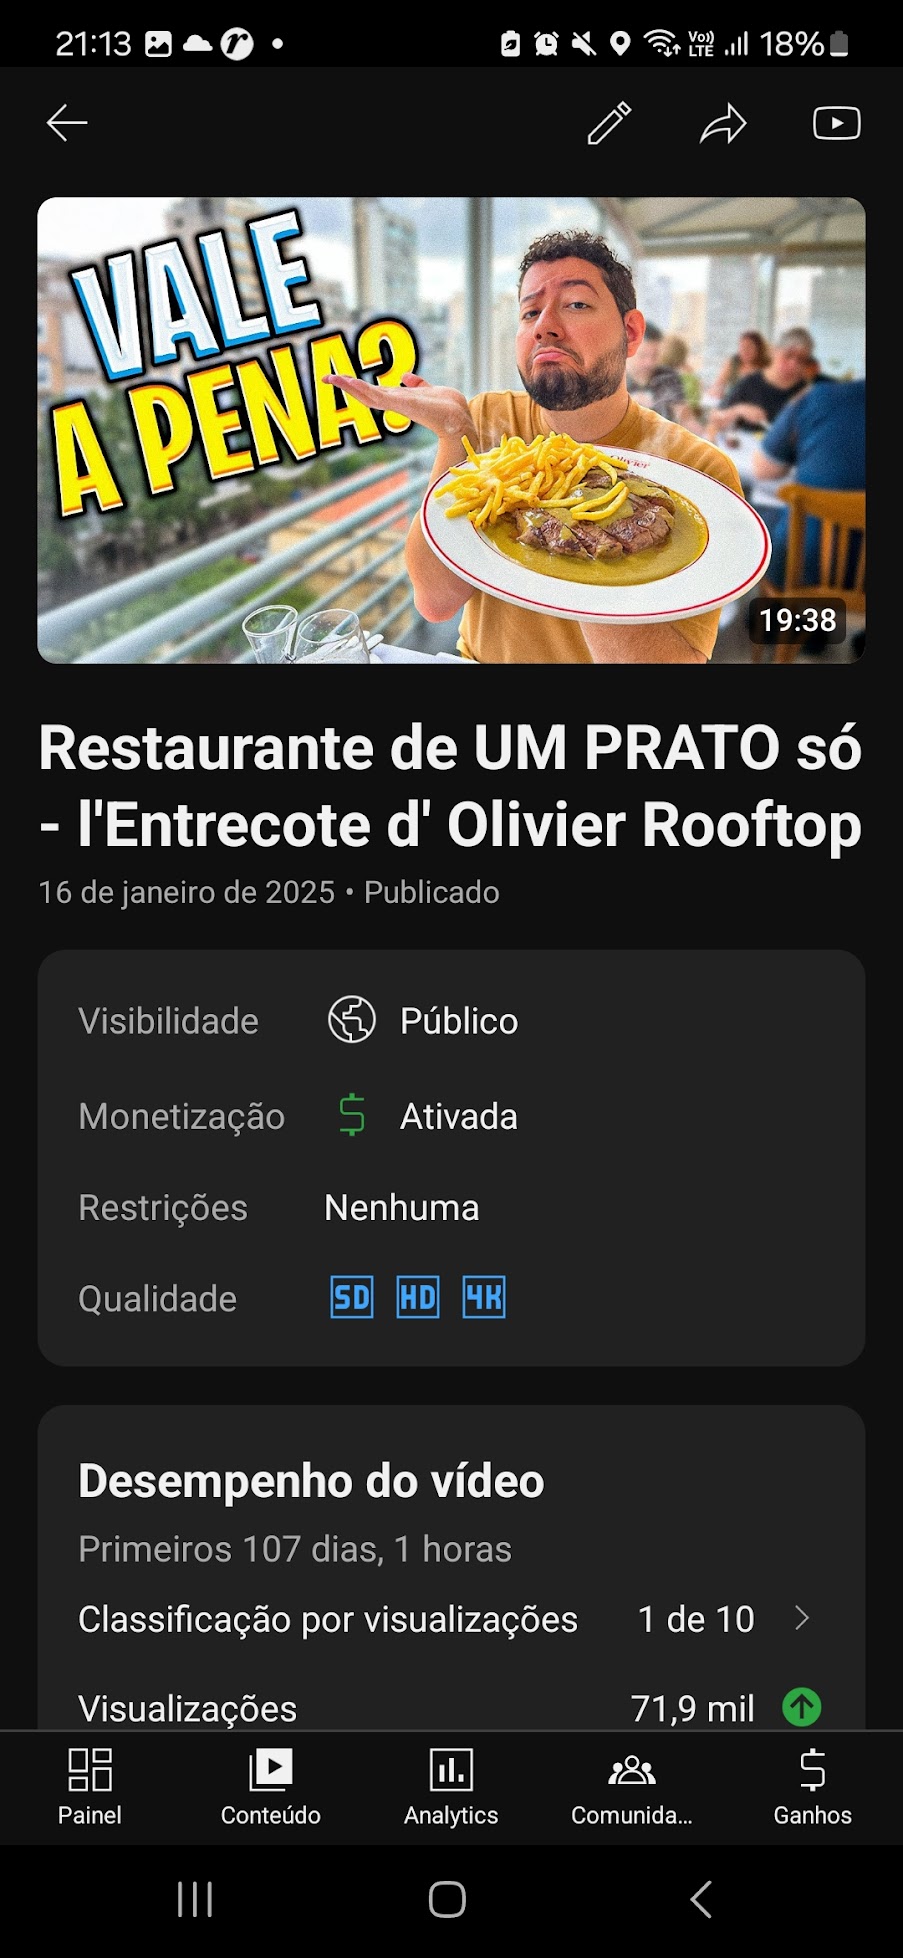 21:13
Vo))
LTE
18%
VALE
A PENA?
Olivier
19:38
Restaurante de UM PRATO só
- l'Entrecote d' Olivier Rooftop
16 de janeiro de 2025 • Publicado
Visibilidade Público
Monetização Ativada
Restrições Nenhuma
Qualidade SD HD 4K
Desempenho do vídeo
Primeiros 107 dias, 1 horas
Classificação por visualizações 1 de 10
Visualizações 71,9 mil
Painel Conteúdo Analytics Comunida... Ganhos